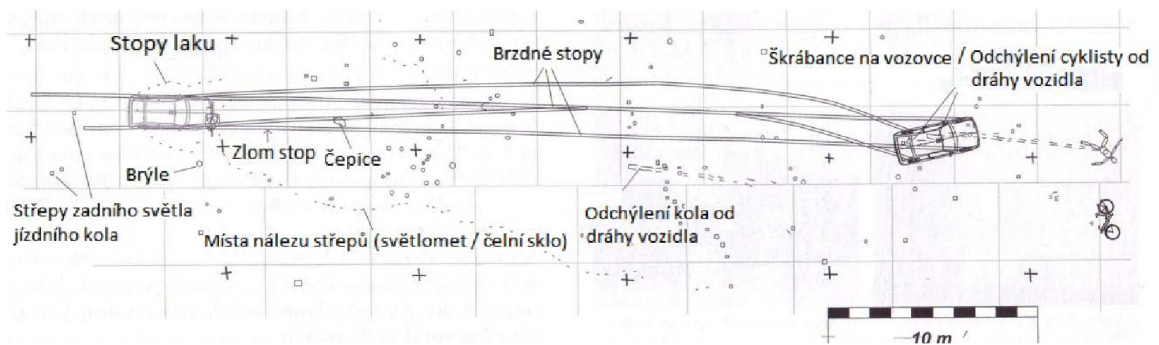 Stopy laku
Brzdné stopy
Škrábance na vozovce / Odchýlení cyklisty od
dráhy vozidla
Zlom stop
Čepice
Brýle
Střepy zadního světla
jízdního kola
Místa nálezu střepů (světlomet / čelní sklo)
Odchýlení kola od
dráhy vozidla
10 m